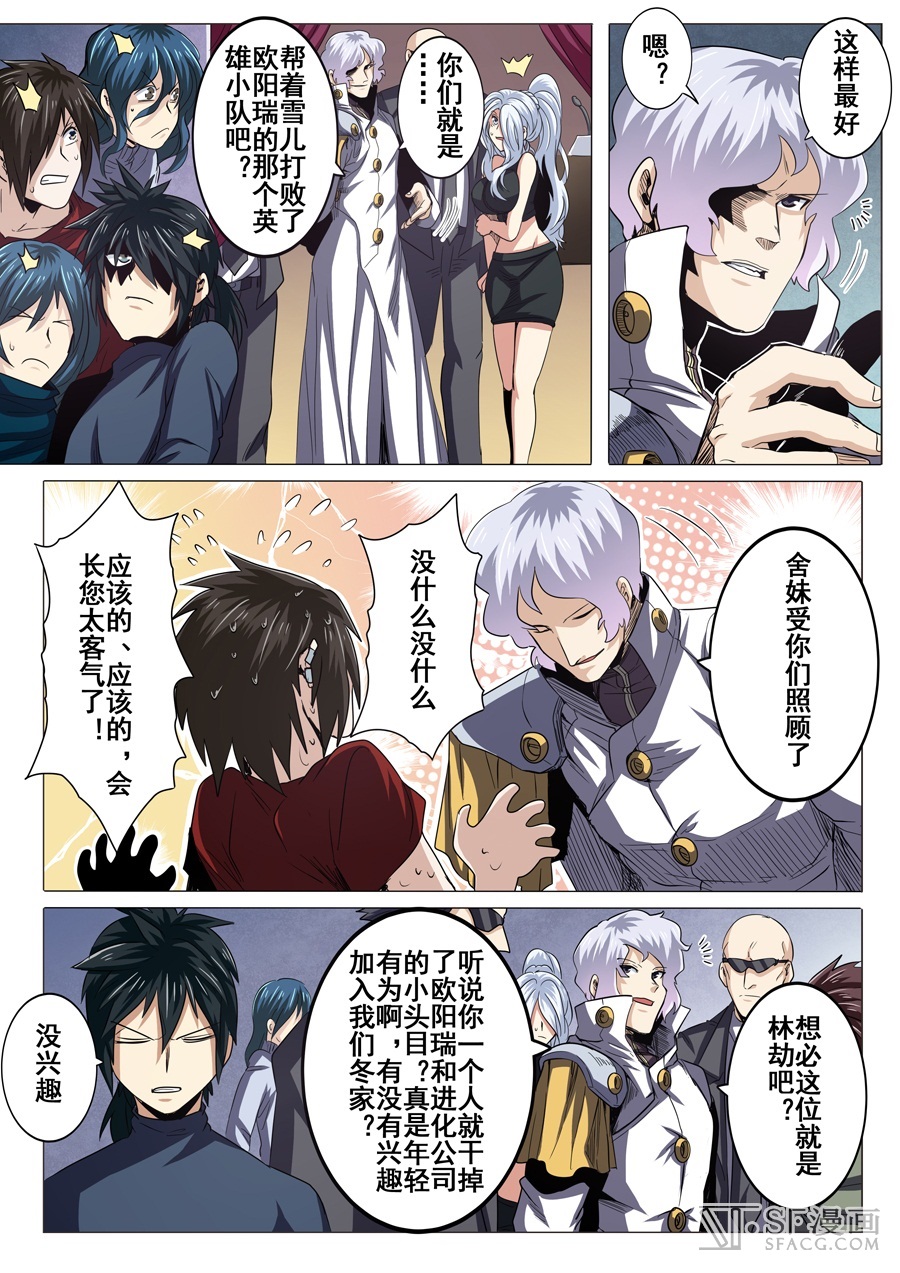 这样最好
嗯?
你们就是
……
帮着雪儿打败了
欧阳瑞的那个英
雄小队吧?
舍妹受你们照顾了
没什么没什么
应该的、应该的，会
长您太客气了！
想必这位就是
林劫吧?
听说你一个人就干掉
了欧阳瑞和进化公司
的小头目?真是年轻
有为啊，有没有兴趣
加入我们冬家?
没兴趣
SF漫画
SFACG.COM